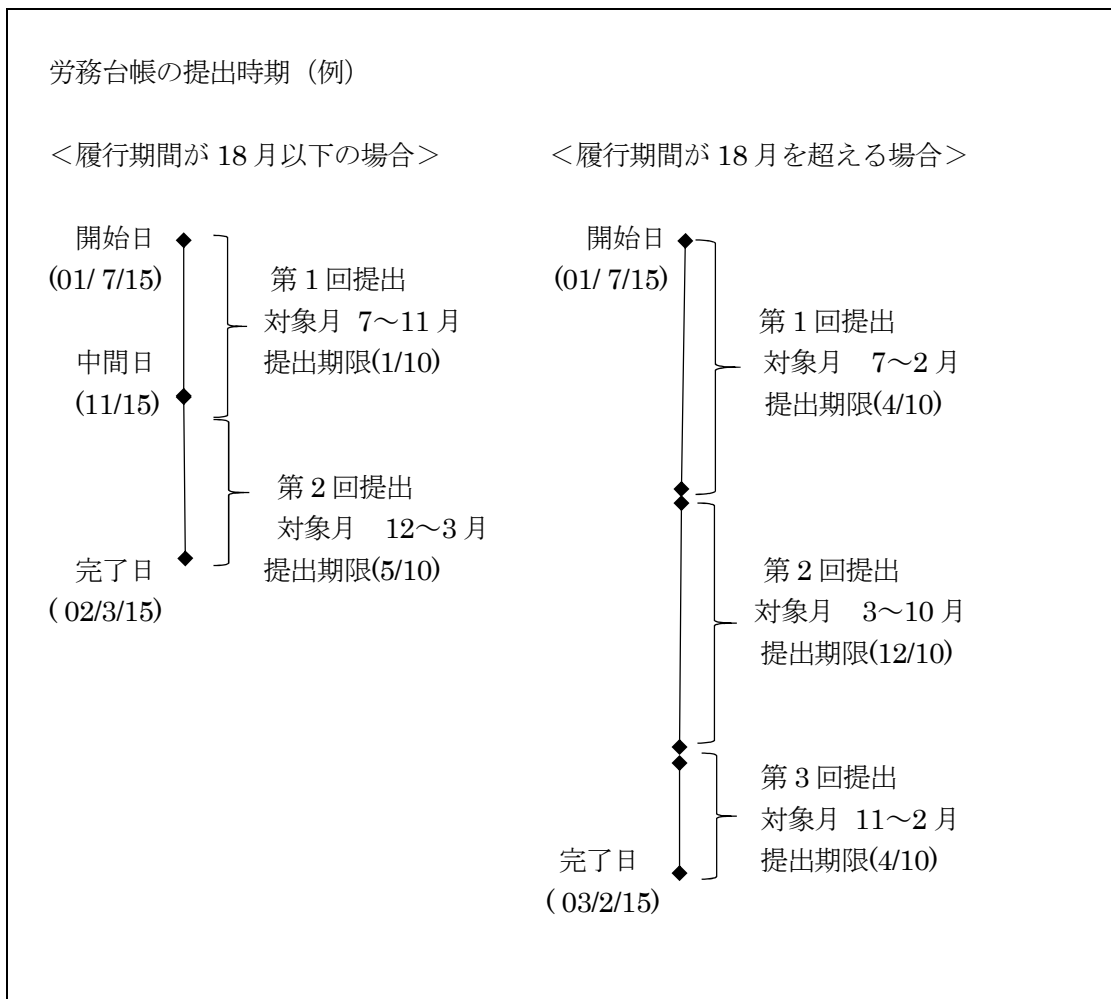 労務台帳の提出時期（例）
＜履行期間が 18 月以下の場合＞
開始日
(01/ 7/15)
第 1 回提出
対象月 7～11 月
提出期限(1/10)
中間日
(11/15)
第 2 回提出
対象月　12～3 月
提出期限(5/10)
完了日
( 02/3/15)
＜履行期間が 18 月を超える場合＞
開始日
(01/ 7/15)
第 1 回提出
対象月　7～2 月
提出期限(4/10)
第 2 回提出
対象月　3～10 月
提出期限(12/10)
第 3 回提出
対象月 11～2 月
提出期限(4/10)
完了日
( 03/2/15)